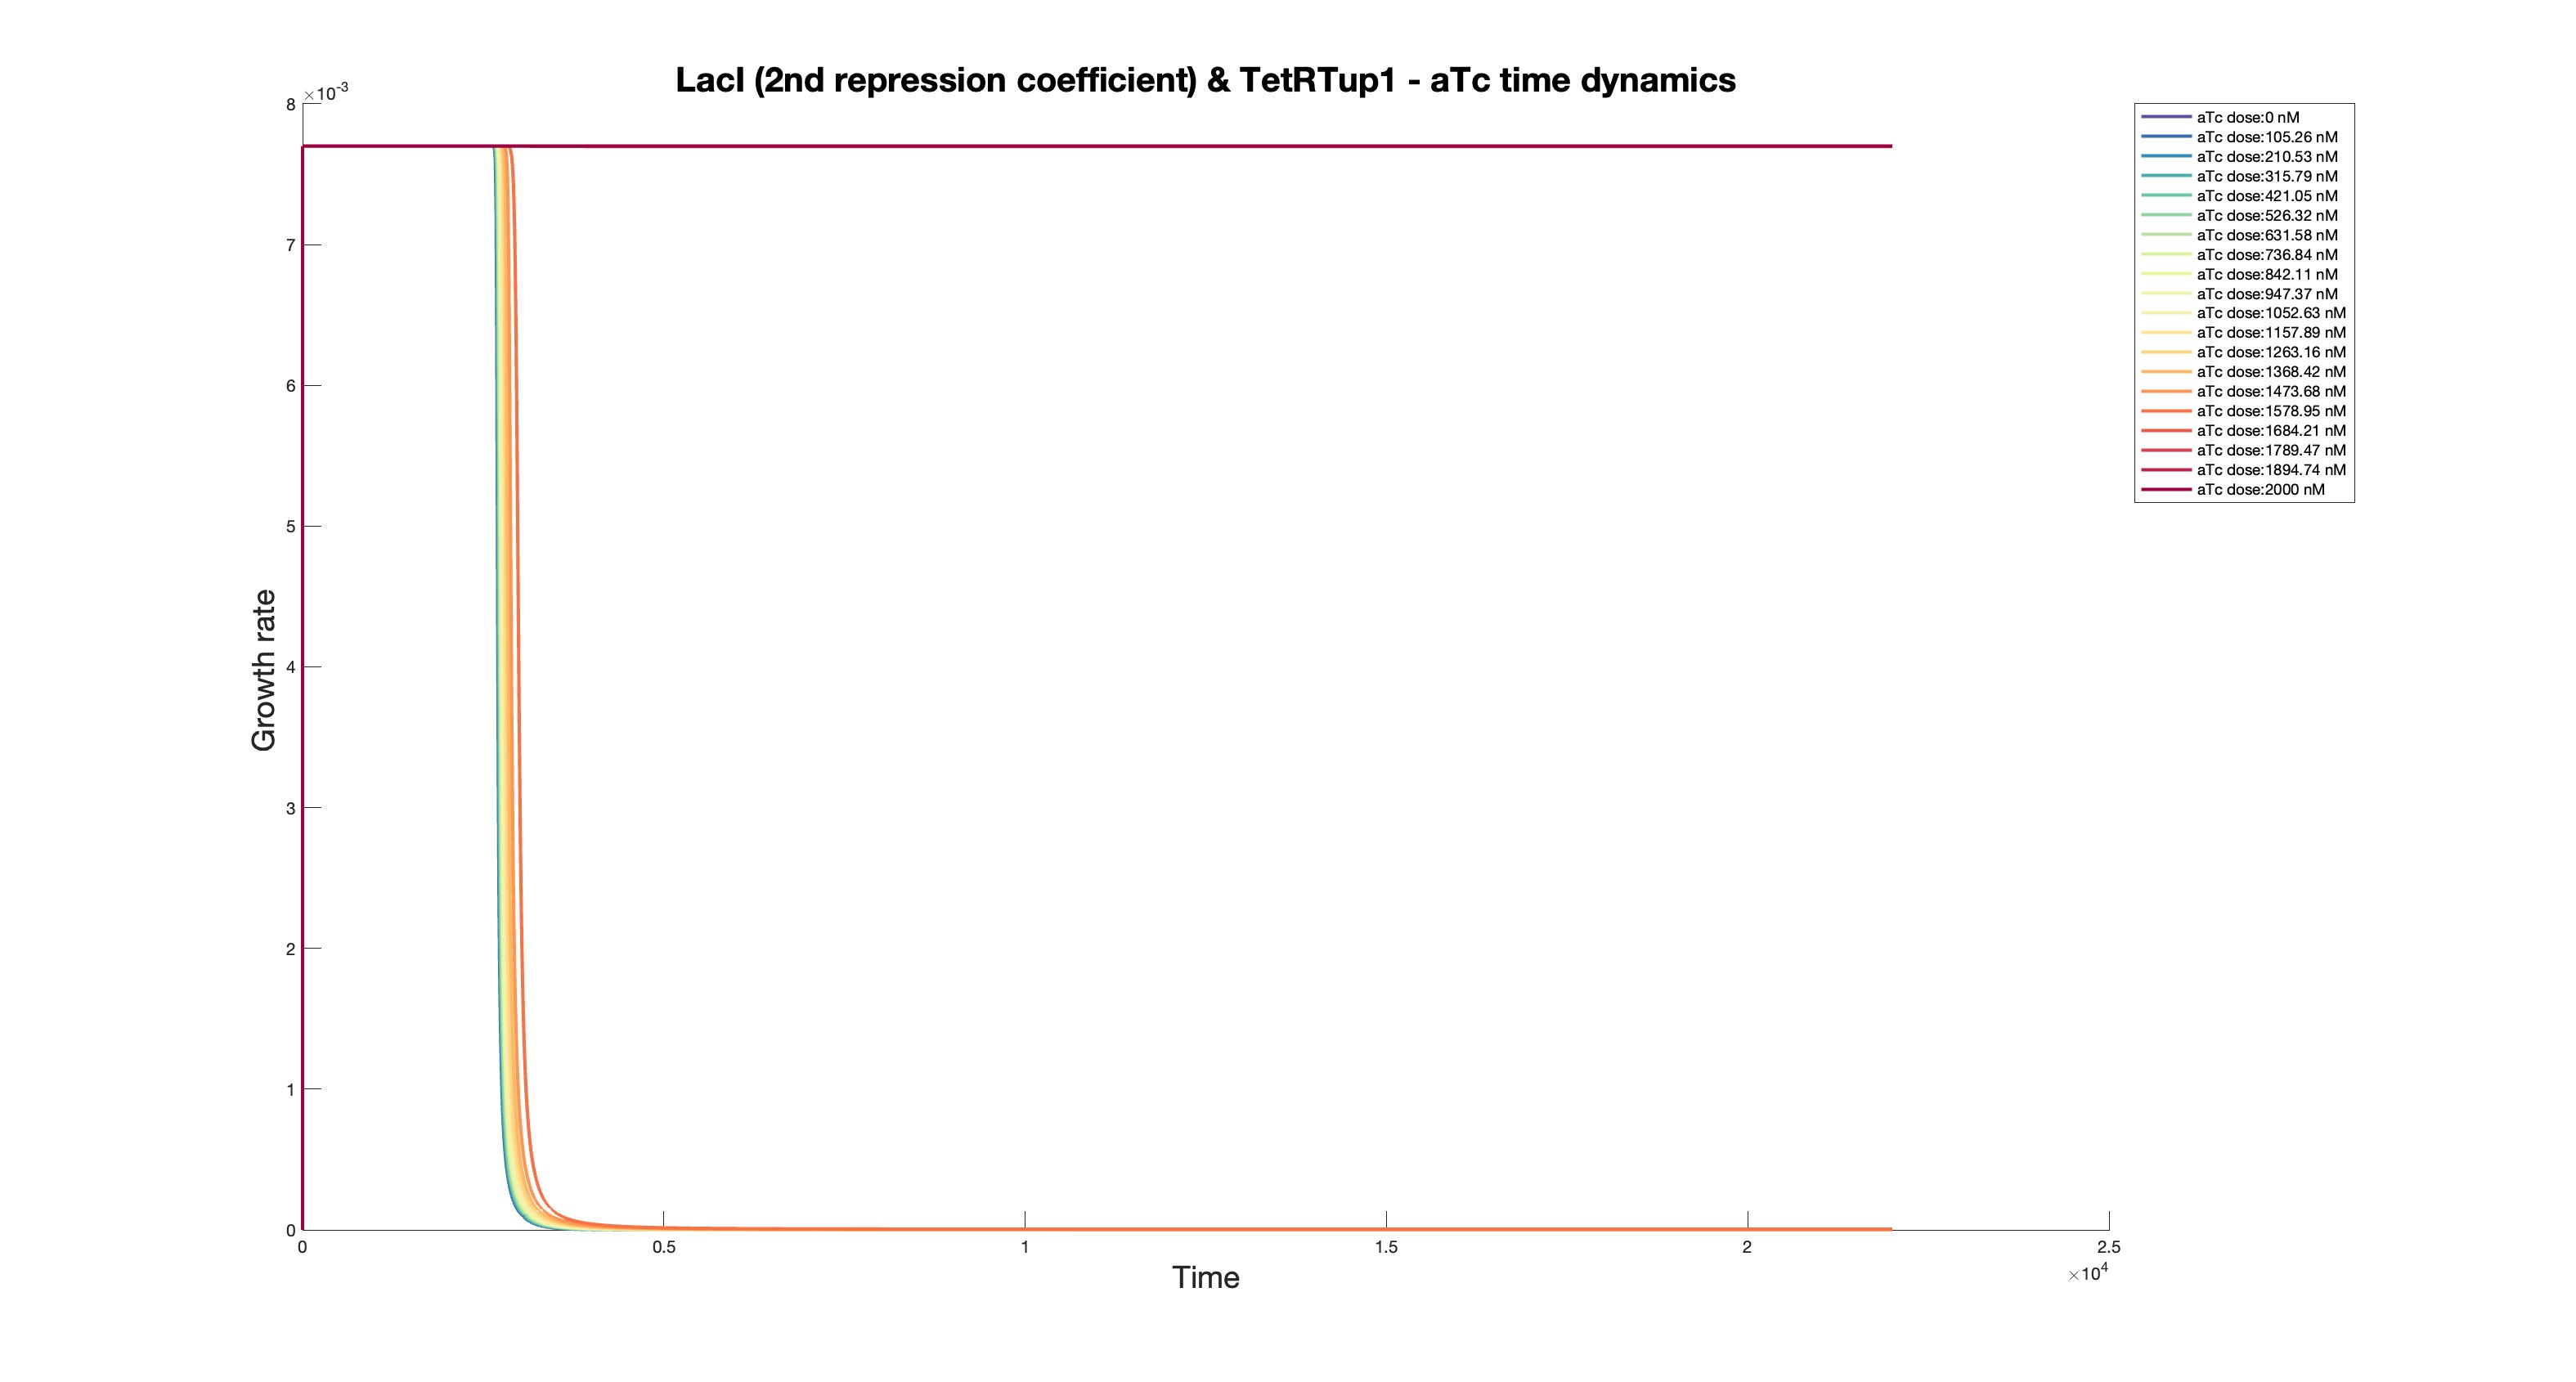 LacI (2nd repression coefficient) & TetRTup1 - aTc time dynamics
×10-3
8
7
6
5
4
3
2
1
0
Growth rate
0 0.5 1 1.5 2 2.5
×104
Time
aTc dose:0 nM
aTc dose:105.26 nM
aTc dose:210.53 nM
aTc dose:315.79 nM
aTc dose:421.05 nM
aTc dose:526.32 nM
aTc dose:631.58 nM
aTc dose:736.84 nM
aTc dose:842.11 nM
aTc dose:947.37 nM
aTc dose:1052.63 nM
aTc dose:1157.89 nM
aTc dose:1263.16 nM
aTc dose:1368.42 nM
aTc dose:1473.68 nM
aTc dose:1578.95 nM
aTc dose:1684.21 nM
aTc dose:1789.47 nM
aTc dose:1894.74 nM
aTc dose:2000 nM